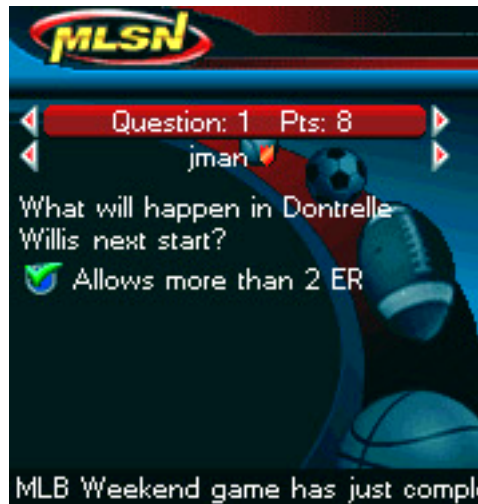 MLSN
Question: 1 Pts: 8
jman
What will happen in Dontrelle
Willis next start?
Allows more than 2 ER
MLB Weekend game has just comple